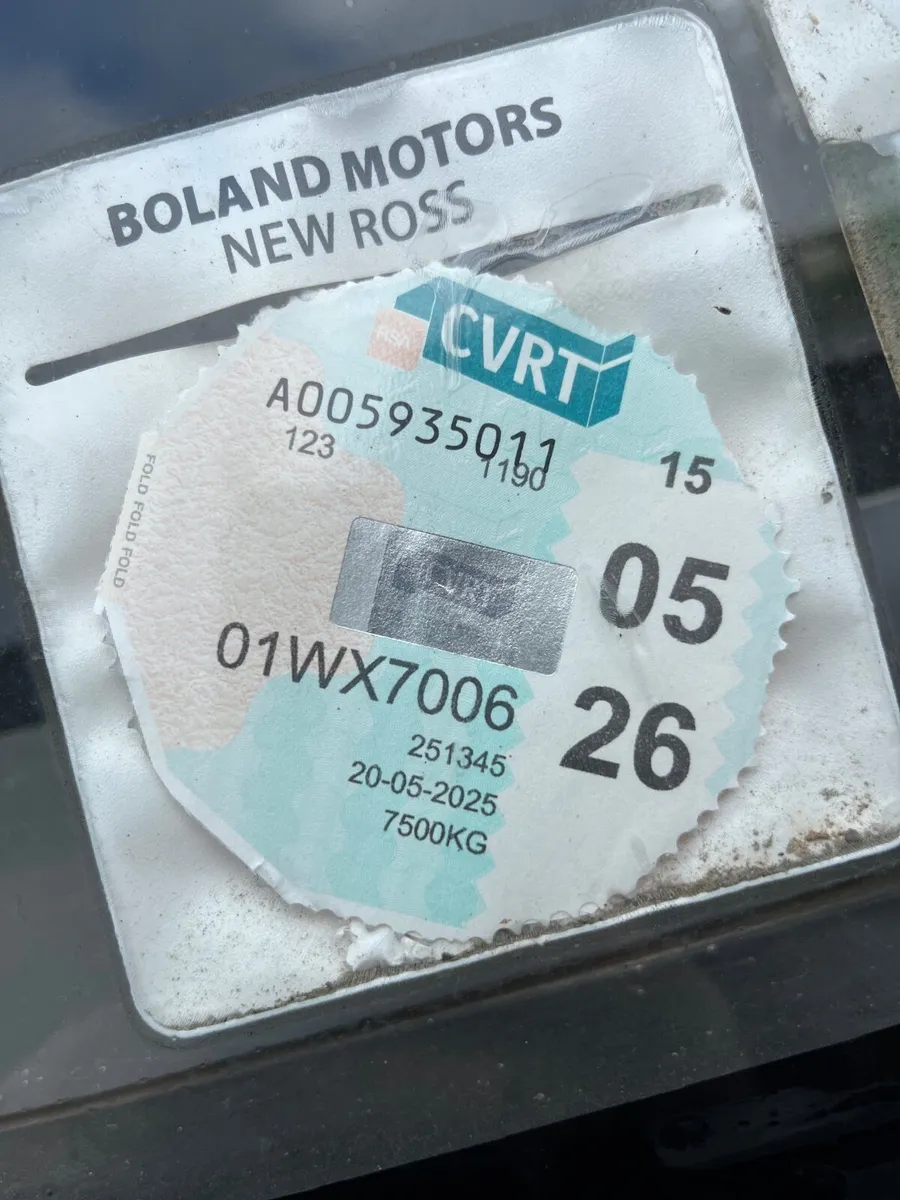 BOLAND MOTORS
NEW ROSS
RSA
CVRT
A005935011
123
1190
15
05
26
FOLD FOLD FOLD
01WX7006
251345
20-05-2025
7500KG